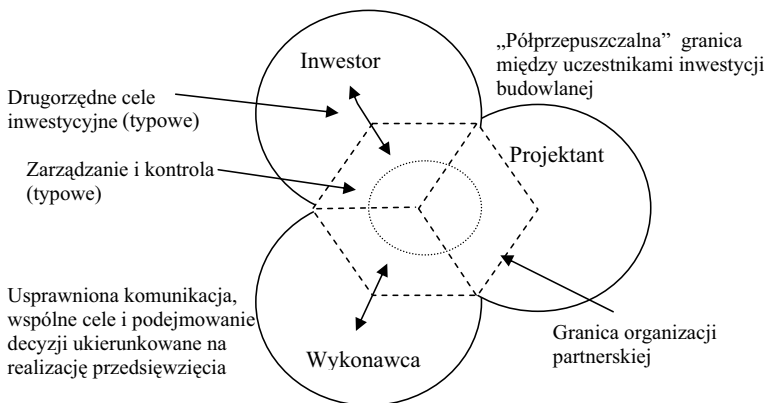 Inwestor
„Półprzepuszczalna” granica
między uczestnikami inwestycji
budowlanej
Drugorzędne cele
inwestycyjne (typowe)
Projektant
Zarządzanie i kontrola
(typowe)
Usprawniona komunikacja,
wspólne cele i podejmowanie
decyzji ukierunkowane na
realizację przedsięwzięcia
Wykonawca
Granica organizacji
partnerskiej